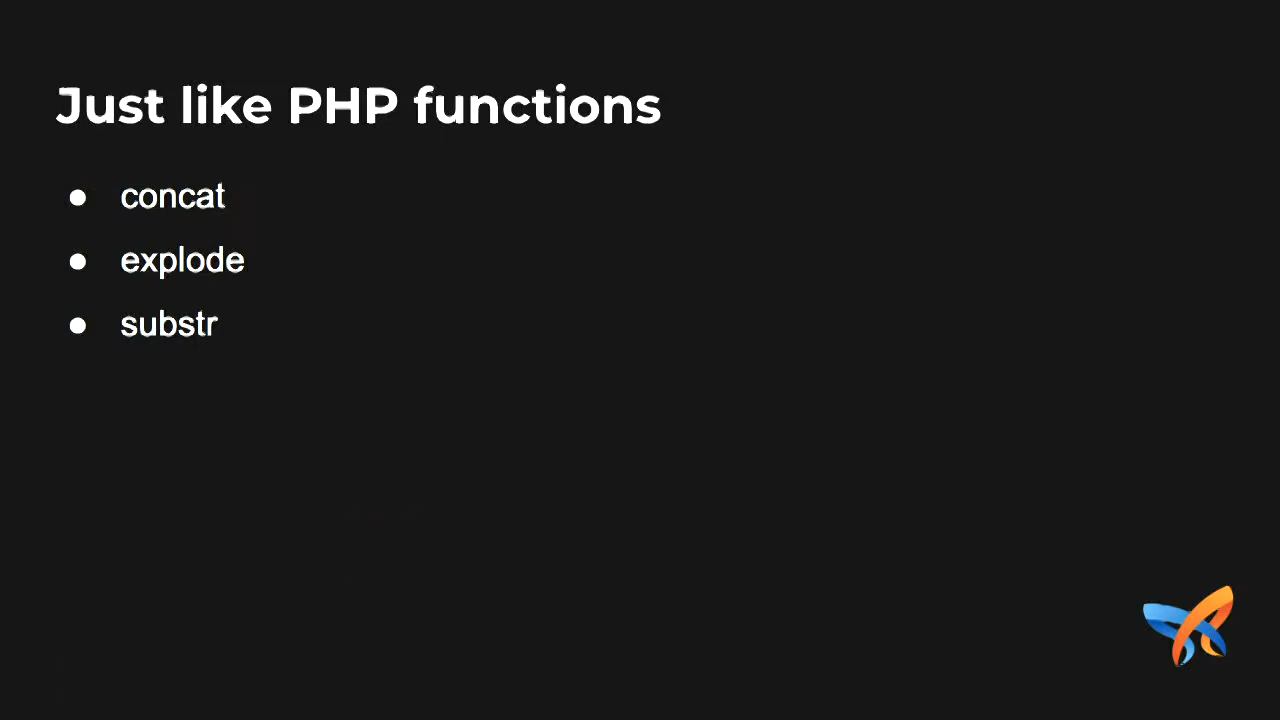 Just like PHP functions
● concat
● explode
● substr